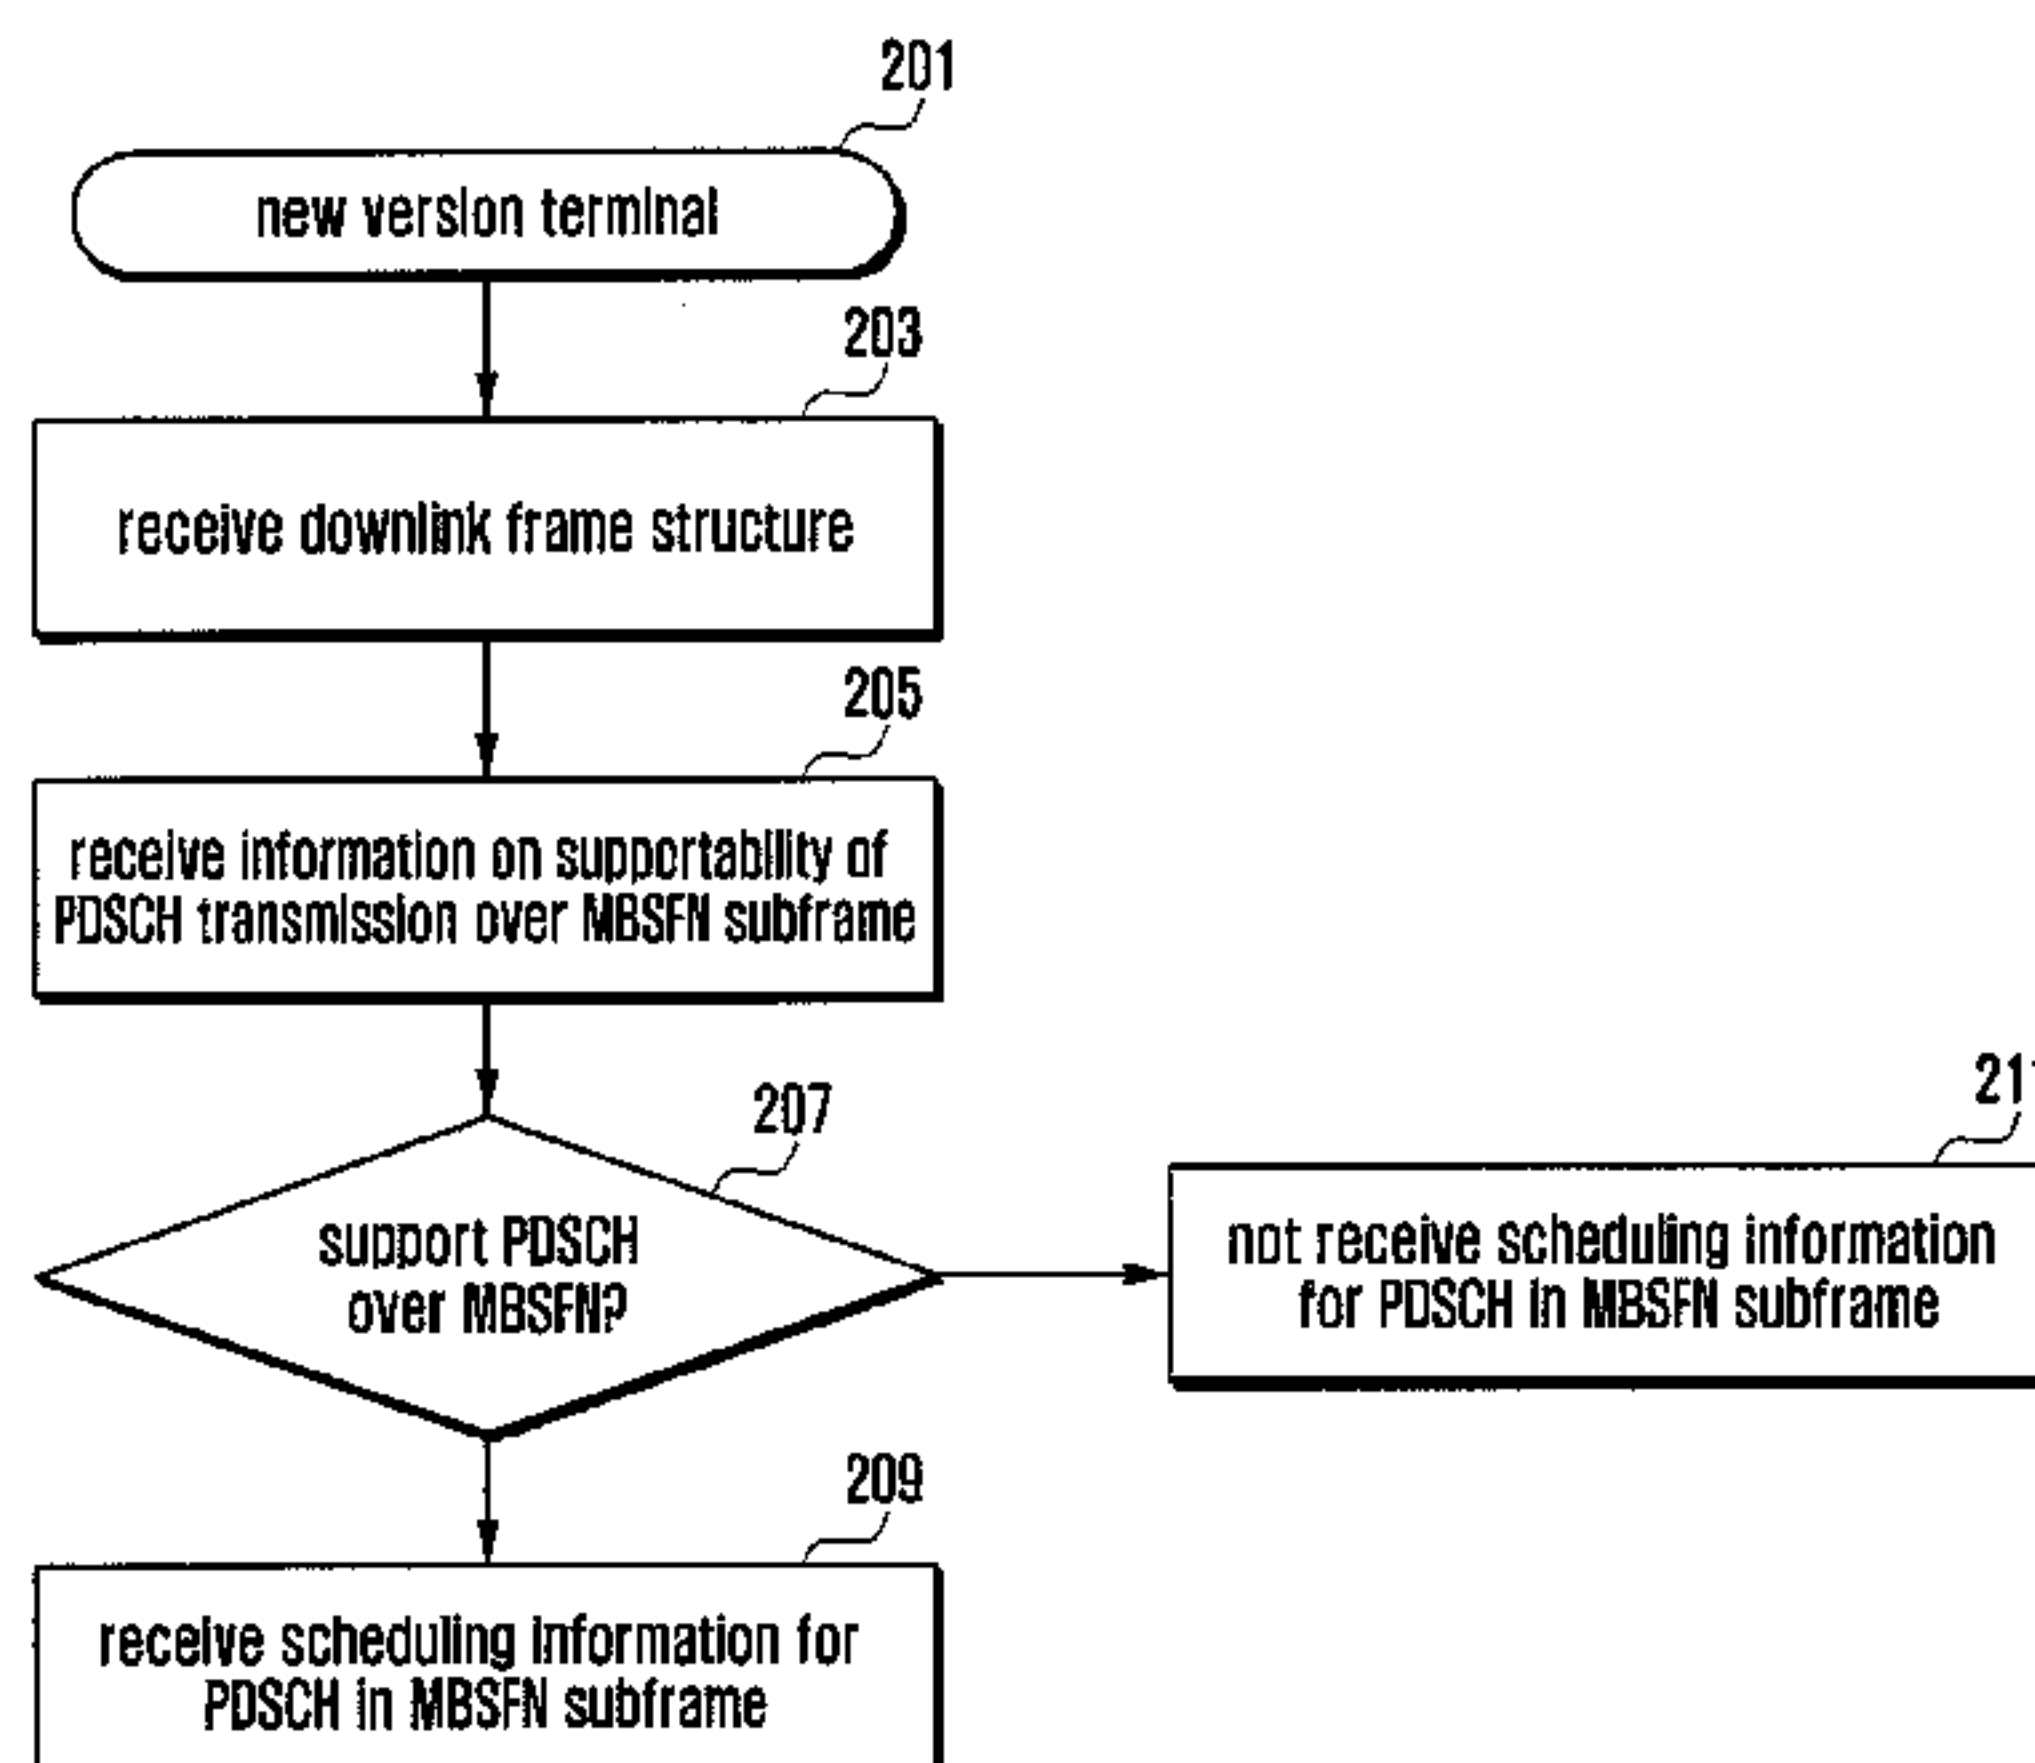 201
new version terminal
203
receive downlink frame structure
205
receive information on supportability of
PDSCH transmission over MBSFN subframe
207
support PDSCH
over MBSFN?
211
not receive scheduling information
for PDSCH in MBSFN subframe
209
receive scheduling information for
PDSCH in MBSFN subframe